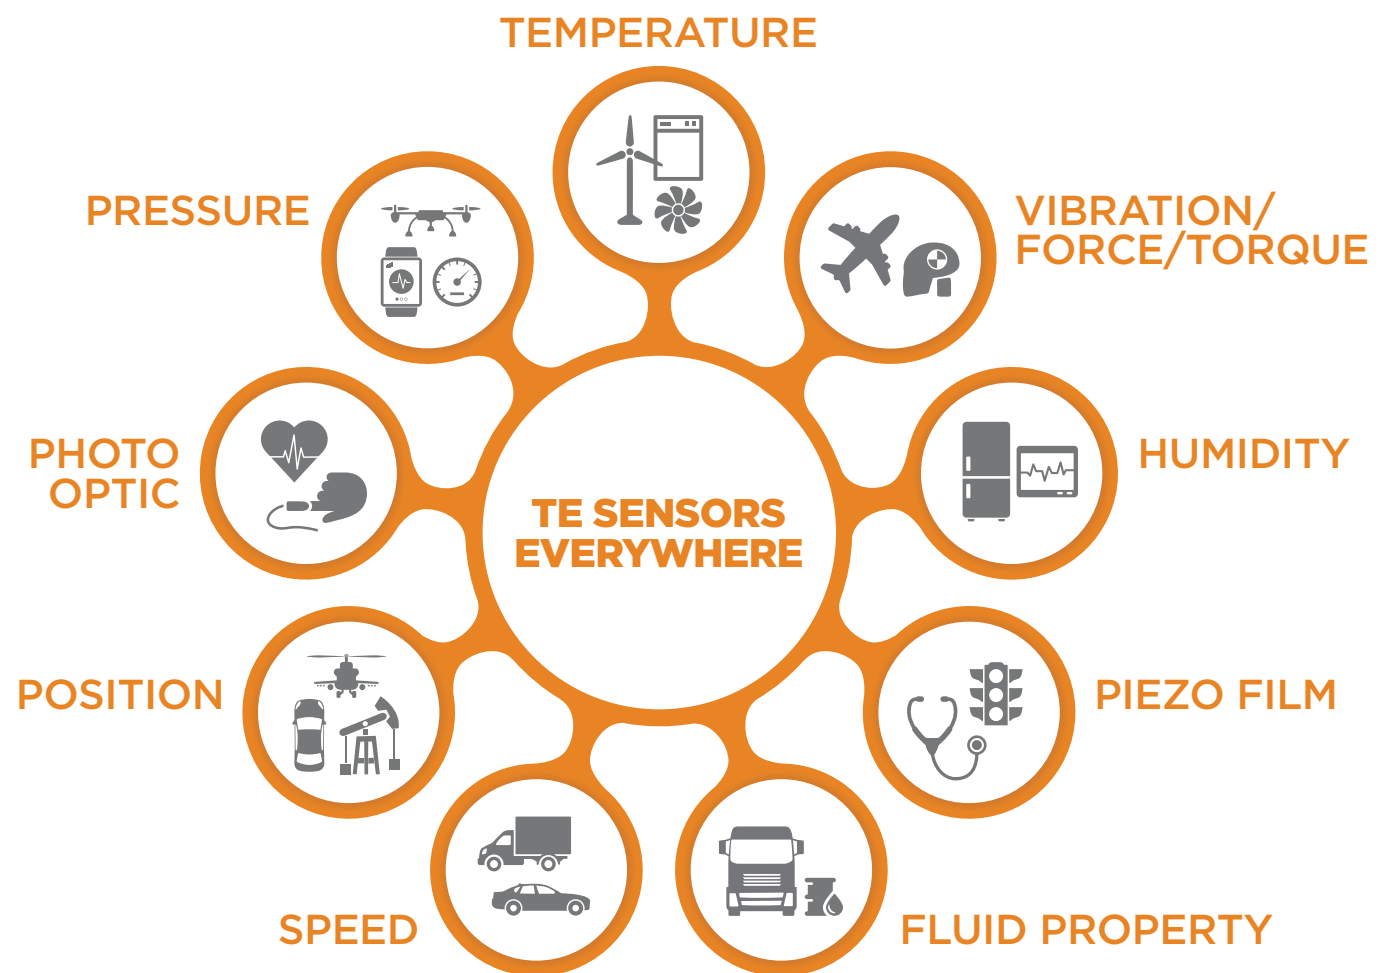 TEMPERATURE
PRESSURE
VIBRATION/
FORCE/TORQUE
PHOTO
OPTIC
HUMIDITY
TE SENSORS
EVERYWHERE
POSITION
PIEZO FILM
SPEED
FLUID PROPERTY